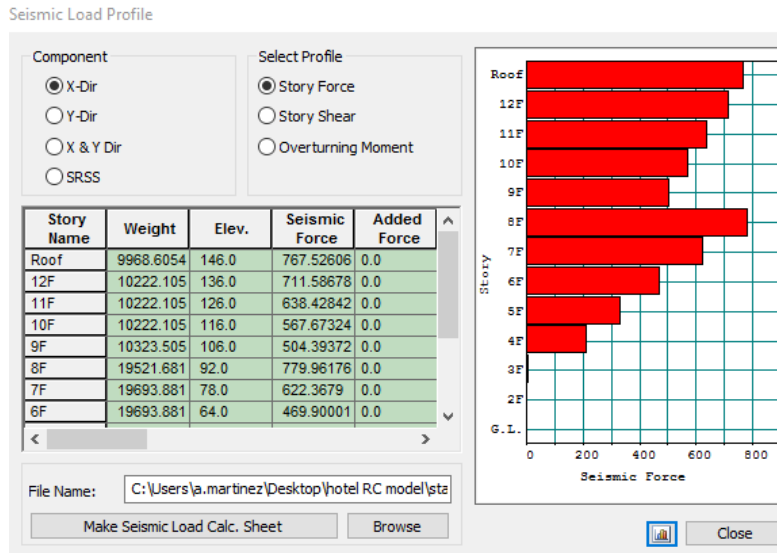 Seismic Load Profile
Component
X-Dir
Y-Dir
X & Y Dir
SRSS
Select Profile
Story Force
Story Shear
Overturning Moment
Story Name Weight Elev. Seismic Force Added Force
Roof 9968.6054 146.0 767.52606 0.0
12F 10222.105 136.0 711.58678 0.0
11F 10222.105 126.0 638.42842 0.0
10F 10222.105 116.0 567.67324 0.0
9F 10323.505 106.0 504.39372 0.0
8F 19521.681 92.0 779.96176 0.0
7F 19693.881 78.0 622.3679 0.0
6F 19693.881 64.0 469.90001 0.0
File Name: C:\Users\a.martinez\Desktop\hotel RC model\sta
Make Seismic Load Calc. Sheet Browse
Roof
12F
11F
10F
9F
8F
7F
6F
5F
4F
3F
2F
G.L.
Story
0 200 400 600 800
Seismic Force
Close